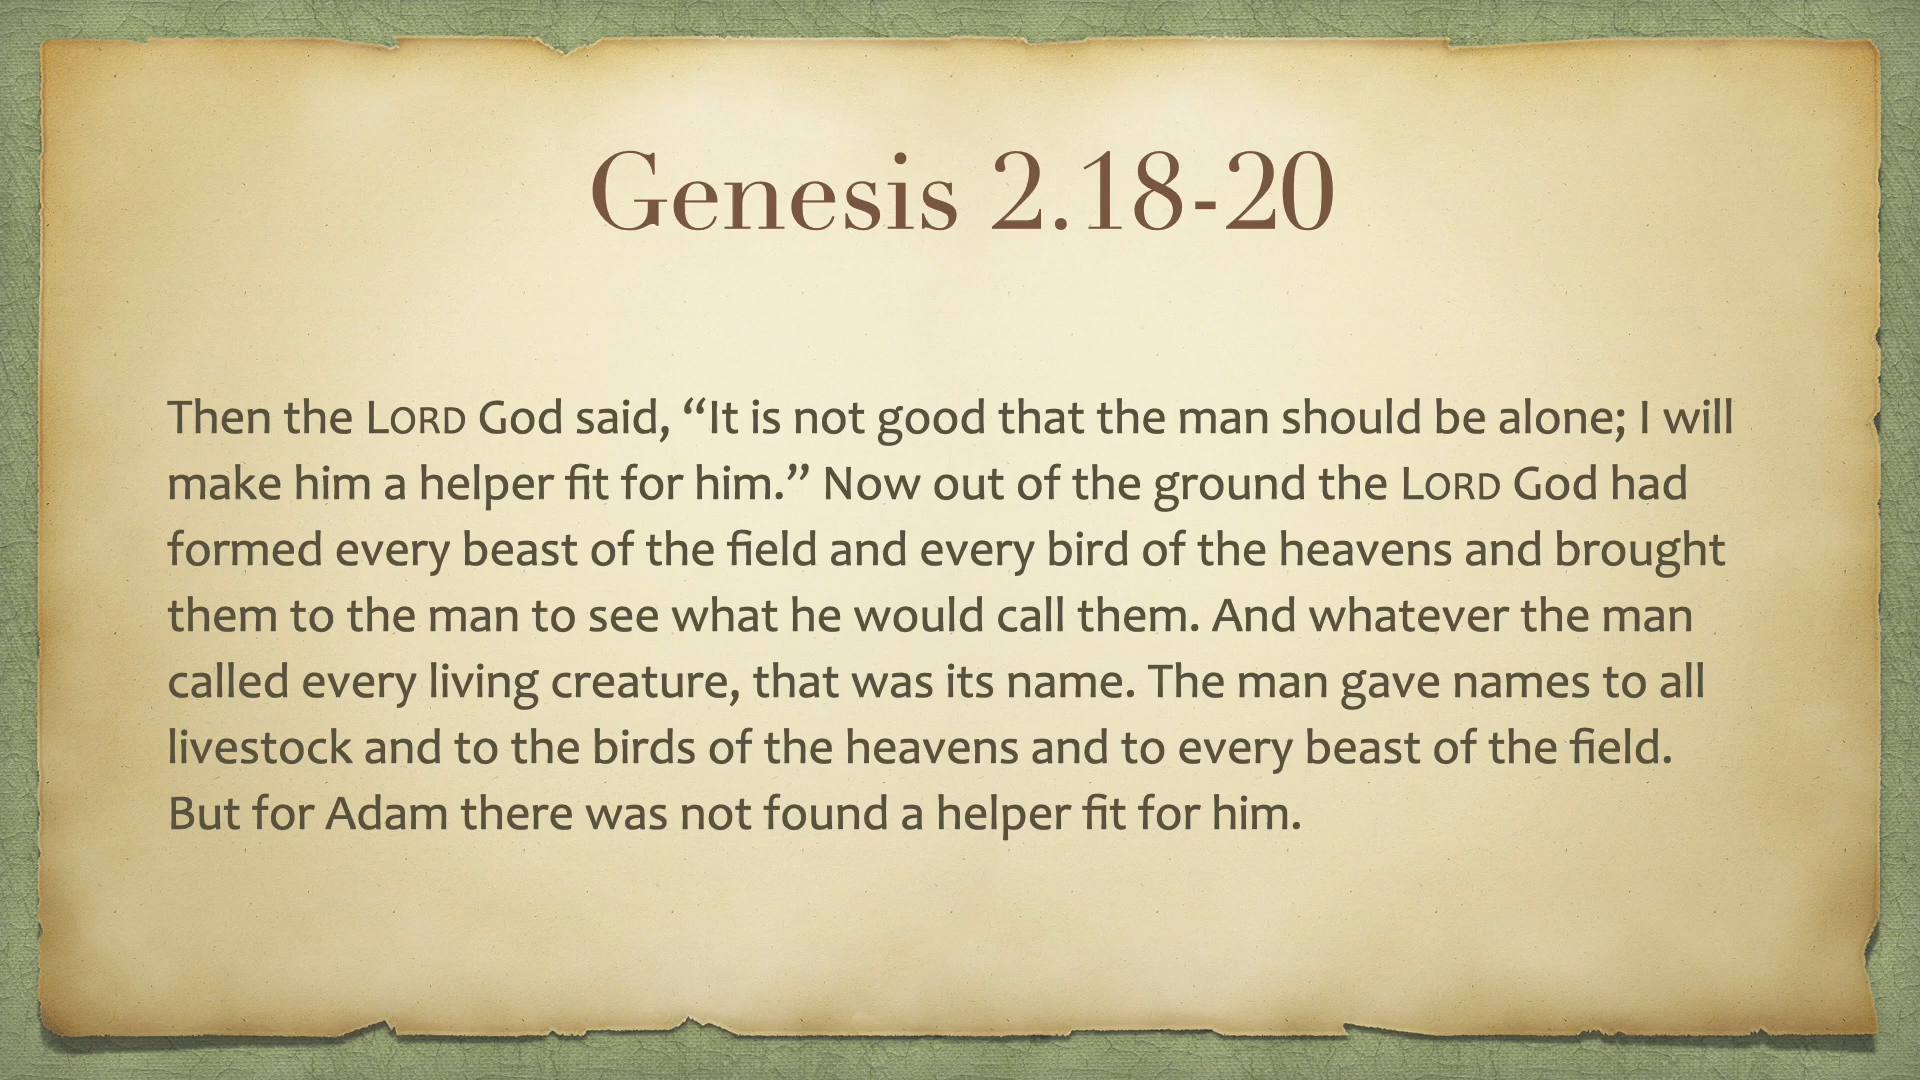 Genesis 2.18-20
Then the LORD God said, “It is not good that the man should be alone; I will
make him a helper fit for him.” Now out of the ground the LORD God had
formed every beast of the field and every bird of the heavens and brought
them to the man to see what he would call them. And whatever the man
called every living creature, that was its name. The man gave names to all
livestock and to the birds of the heavens and to every beast of the field.
But for Adam there was not found a helper fit for him.